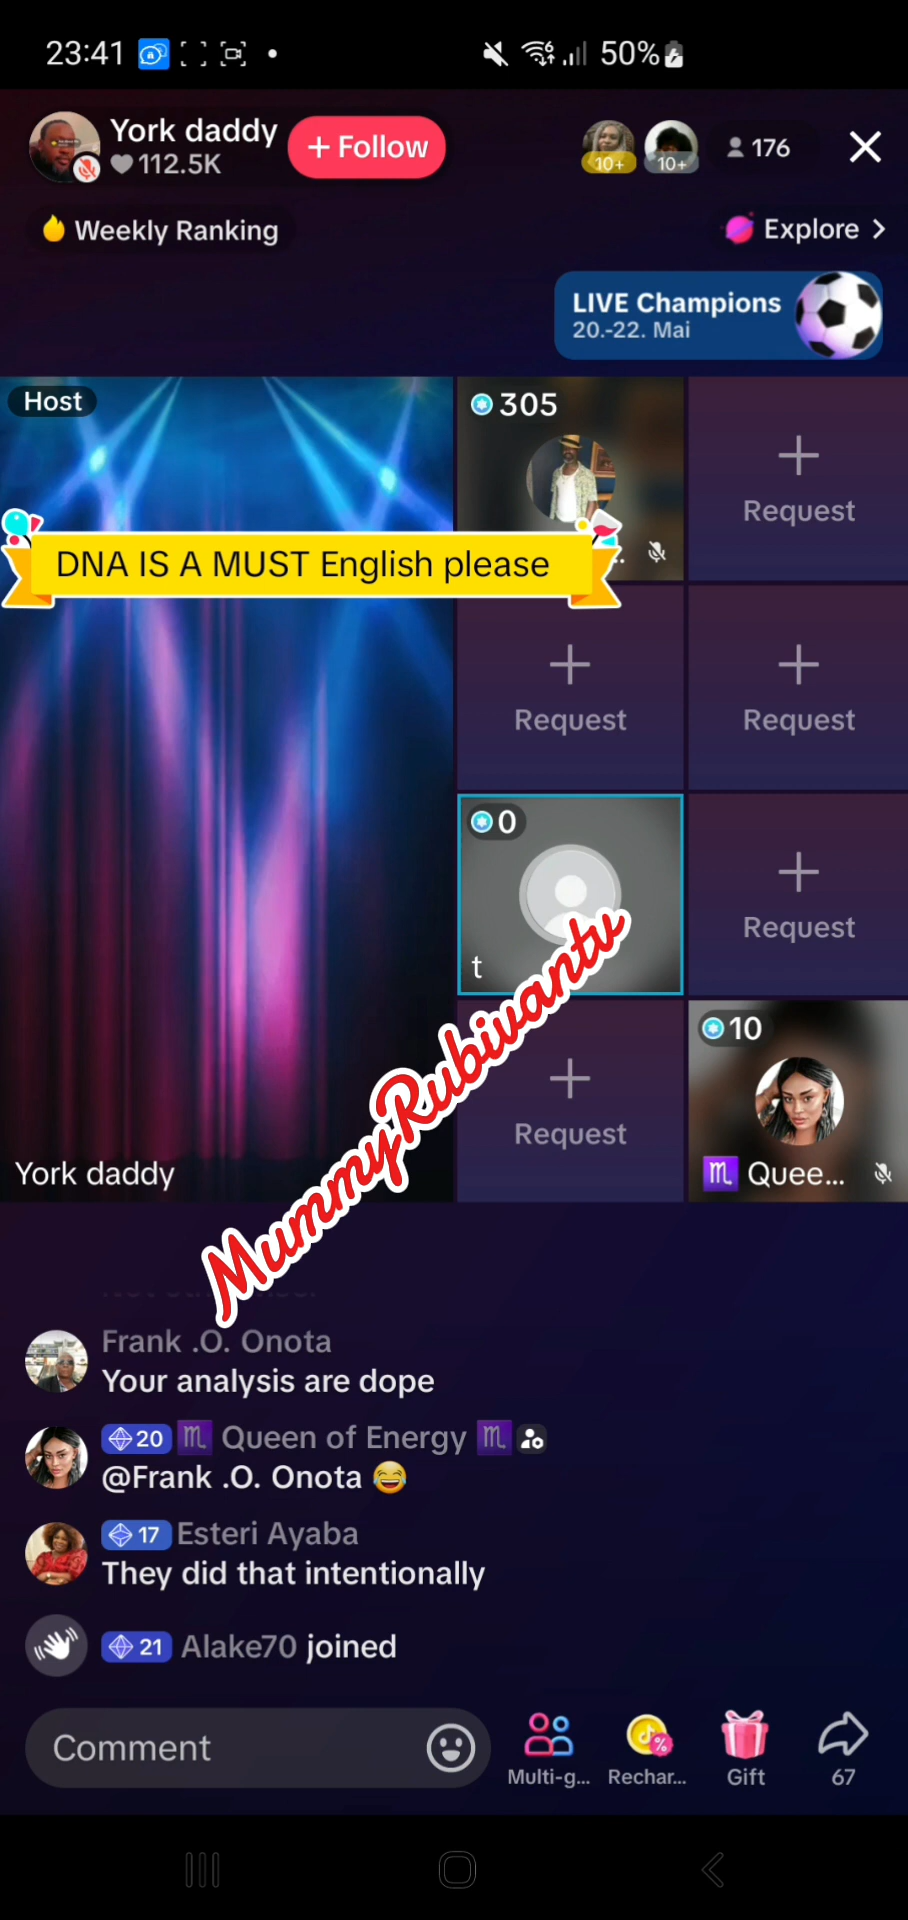 23:41
50%
York daddy
112.5K
+ Follow
10+
10+
176
Weekly Ranking
Explore >
LIVE Champions
20.-22. Mai
Host
305
Request
DNA IS A MUST English please
Request
Request
0
t
Request
10
Request
♏ Quee...
York daddy
MummyRubivantv
Frank .O. Onota
Your analysis are dope
20 ♏ Queen of Energy ♏
@Frank .O. Onota 😂
17 Esteri Ayaba
They did that intentionally
21 Alake70 joined
Comment
Multi-g...
Rechar...
Gift
67